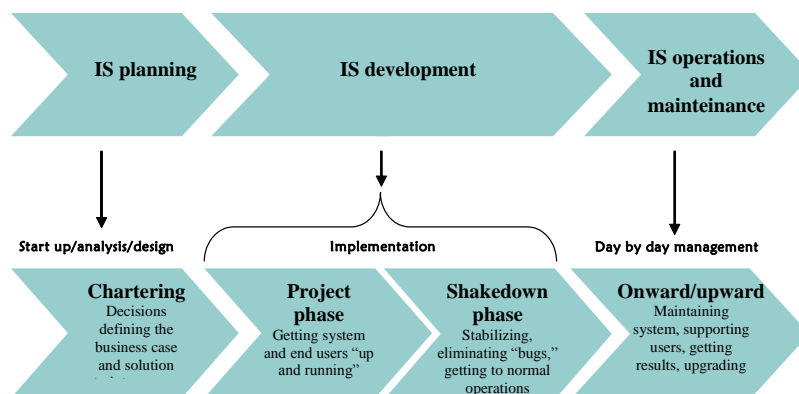 IS planning
IS development
IS operations
and
mainteinance
Start up/analysis/design
Implementation
Day by day management
Chartering
Decisions
defining the
business case
and solution
Project
phase
Getting system
and end users “up
and running”
Shakedown
phase
Stabilizing,
eliminating “bugs,”
getting to normal
operations
Onward/upward
Maintaining
system, supporting
users, getting
results, upgrading